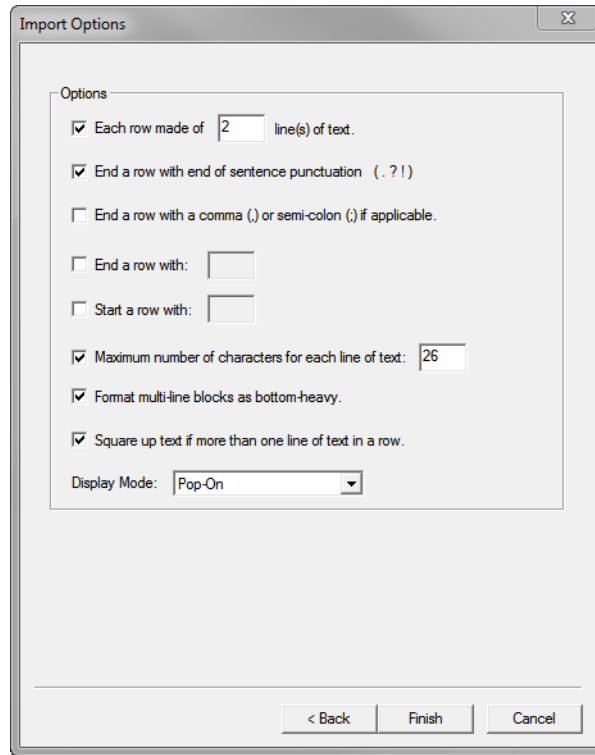 Import Options
Options
Each row made of 2 line(s) of text.
End a row with end of sentence punctuation ( . ? ! )
End a row with a comma (,) or semi-colon (;) if applicable.
End a row with:
Start a row with:
Maximum number of characters for each line of text: 26
Format multi-line blocks as bottom-heavy.
Square up text if more than one line of text in a row.
Display Mode: Pop-On
< Back Finish Cancel